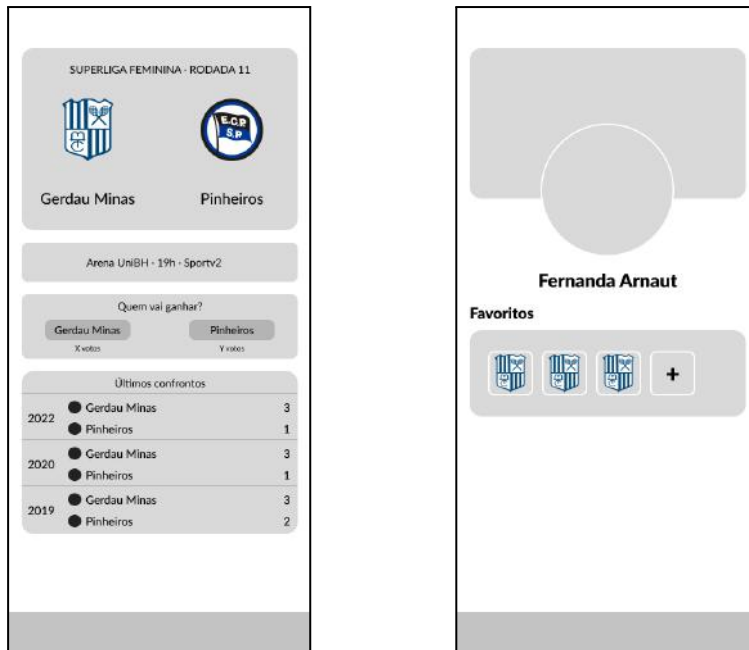 SUPERLIGA FEMININA - RODADA 11
E.C.P.
S.P.
Gerdau Minas
Pinheiros
Arena UniBH - 19h - Sportv2
Quem vai ganhar?
Gerdau Minas
Pinheiros
X votos
Y votos
Últimos confrontos
2022
Gerdau Minas 3
Pinheiros 1
2020
Gerdau Minas 3
Pinheiros 1
2019
Gerdau Minas 3
Pinheiros 2
Fernanda Arnaut
Favoritos
+